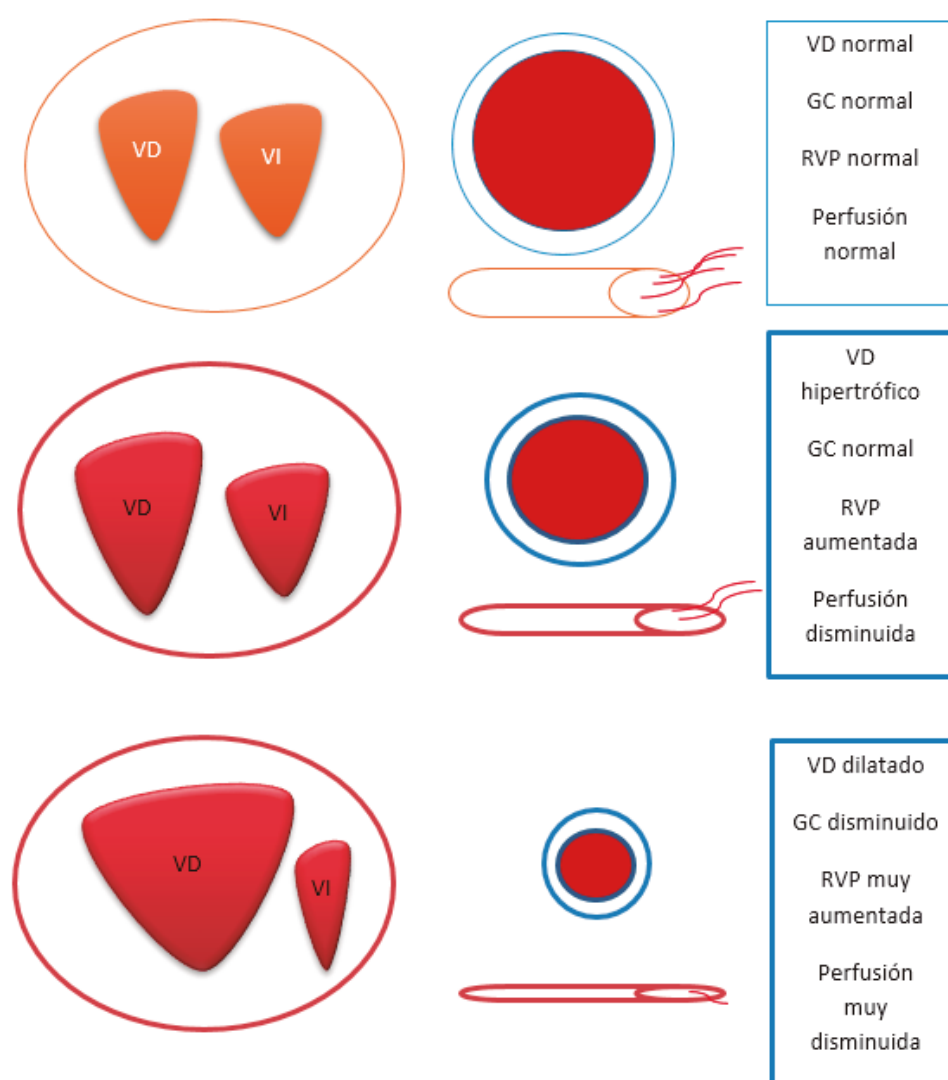 VD
VI
VD normal
GC normal
RVP normal
Perfusión
normal
VD
VI
VD
hipertrófico
GC normal
RVP
aumentada
Perfusión
disminuida
VD
VI
VD dilatado
GC disminuido
RVP muy
aumentada
Perfusión
muy
disminuida